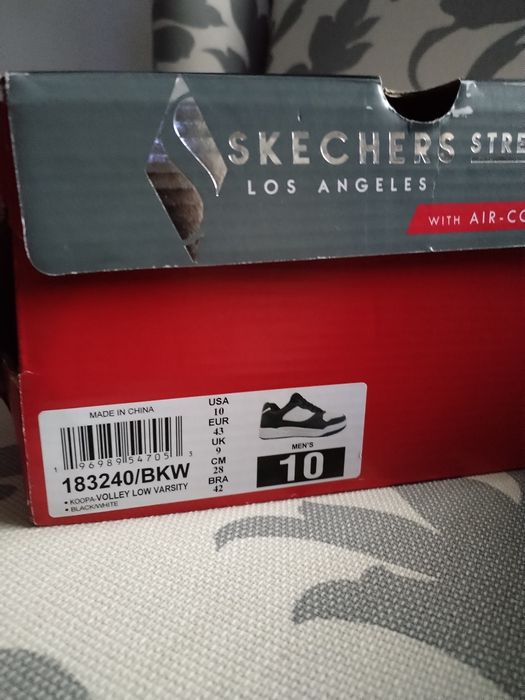 SKECHERS STRE
LOS ANGELES
WITH AIR-CO
MADE IN CHINA
1 96989 54705 3
183240/BKW
• KOOPA-VOLLEY LOW VARSITY
• BLACK/WHITE
USA
10
EUR
43
UK
9
CM
28
BRA
42
MEN'S
10